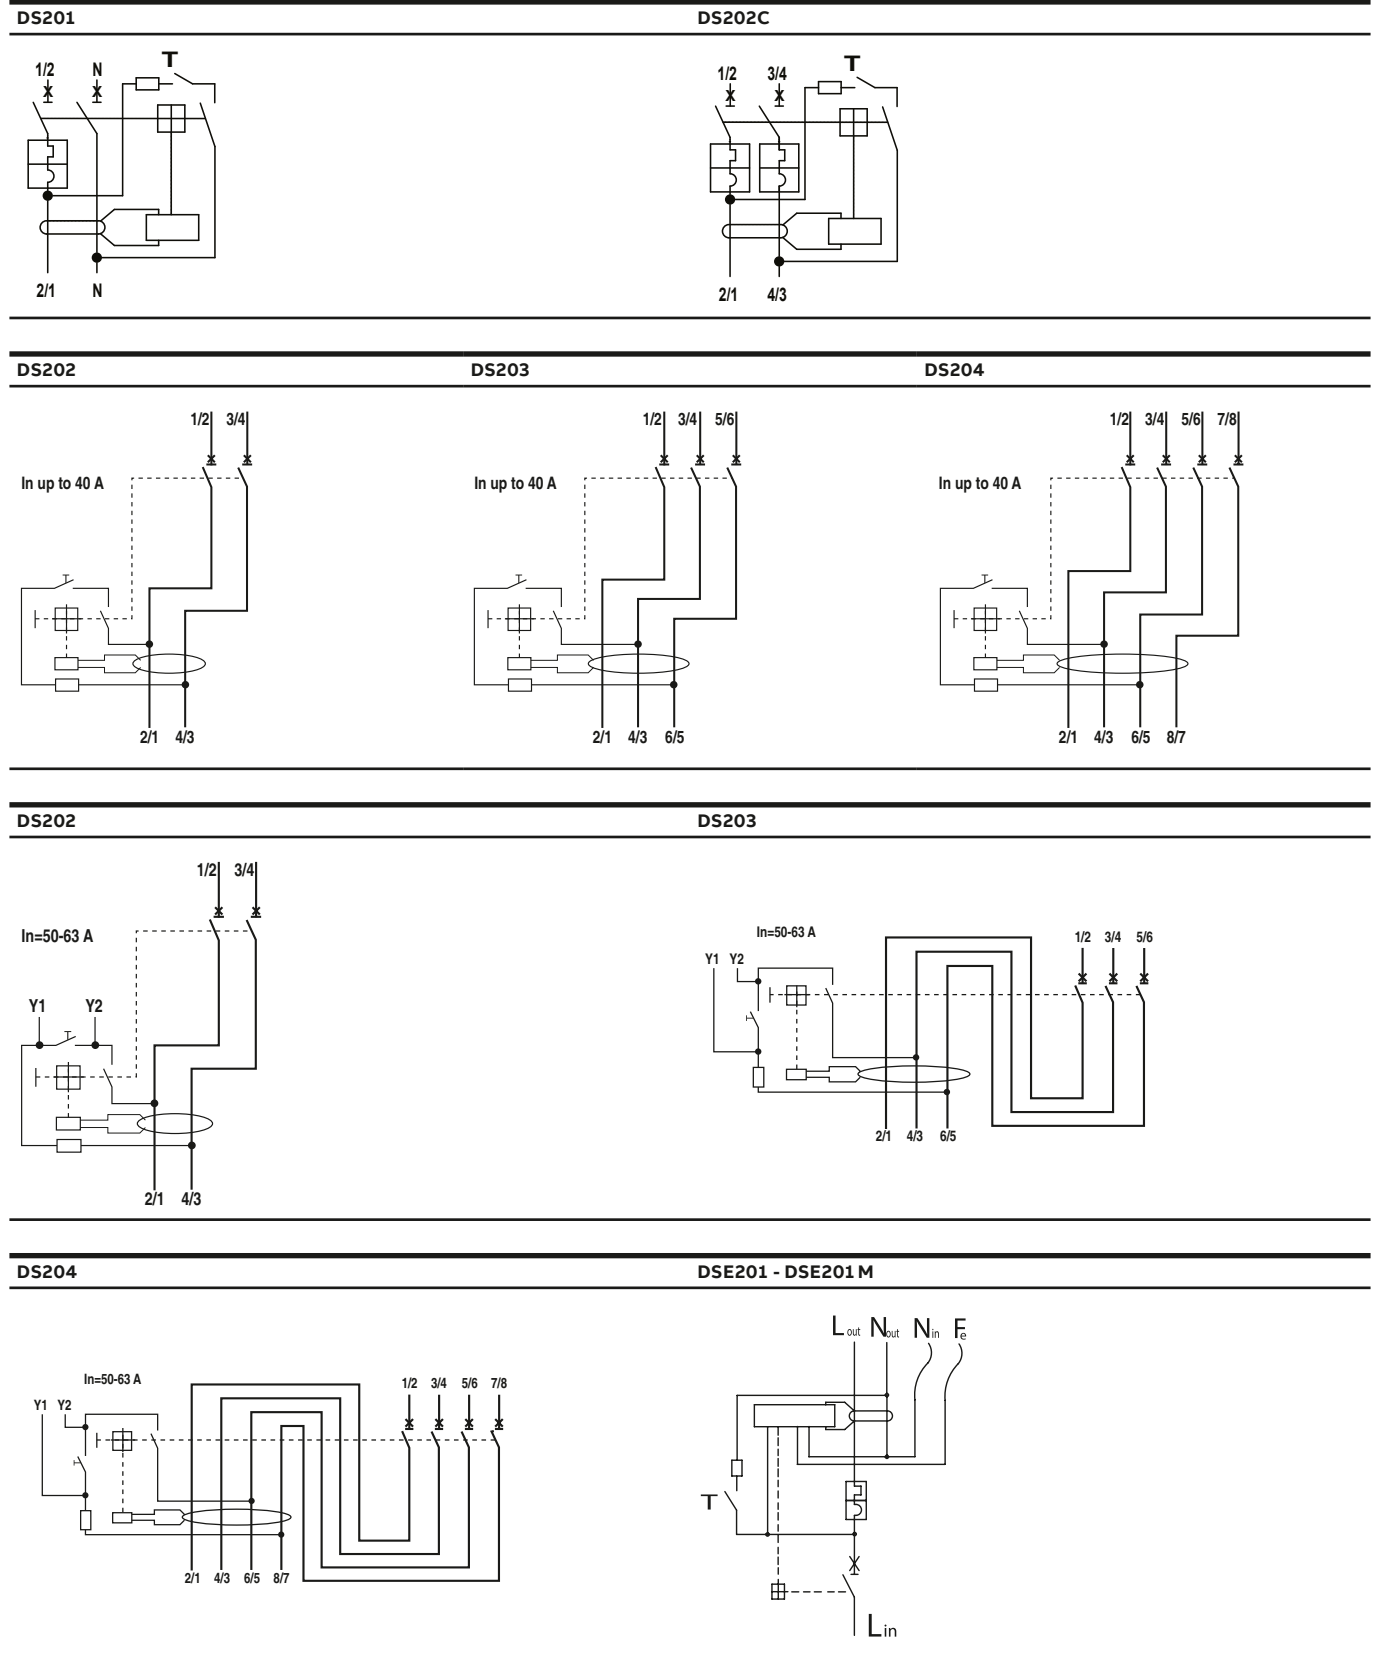 DS201 DS202C
T T
1/2 N 1/2 3/4
2/1 N 2/1 4/3
DS202 DS203 DS204
1/2 3/4 1/2 3/4 5/6 1/2 3/4 5/6 7/8
In up to 40 A In up to 40 A In up to 40 A
2/1 4/3 2/1 4/3 6/5 2/1 4/3 6/5 8/7
DS202 DS203
1/2 3/4
In=50-63 A In=50-63 A 1/2 3/4 5/6
Y1 Y2
Y1 Y2
2/1 4/3 6/5
2/1 4/3
DS204 DSE201 - DSE201 M
Lout Nout Nin Fe
In=50-63 A 1/2 3/4 5/6 7/8
Y1 Y2
T
2/1 4/3 6/5 8/7
Lin